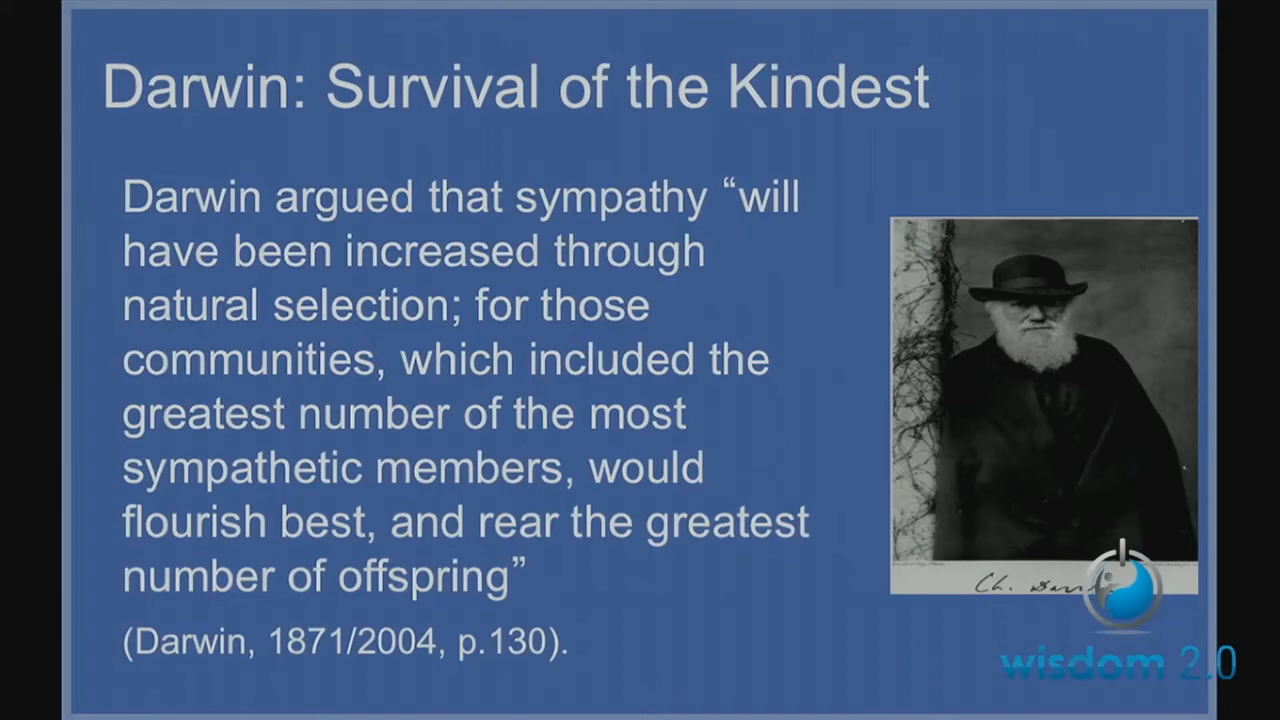 Darwin: Survival of the Kindest
Darwin argued that sympathy “will
have been increased through
natural selection; for those
communities, which included the
greatest number of the most
sympathetic members, would
flourish best, and rear the greatest
number of offspring”
(Darwin, 1871/2004, p.130).
Ch.
wisdom 2.0